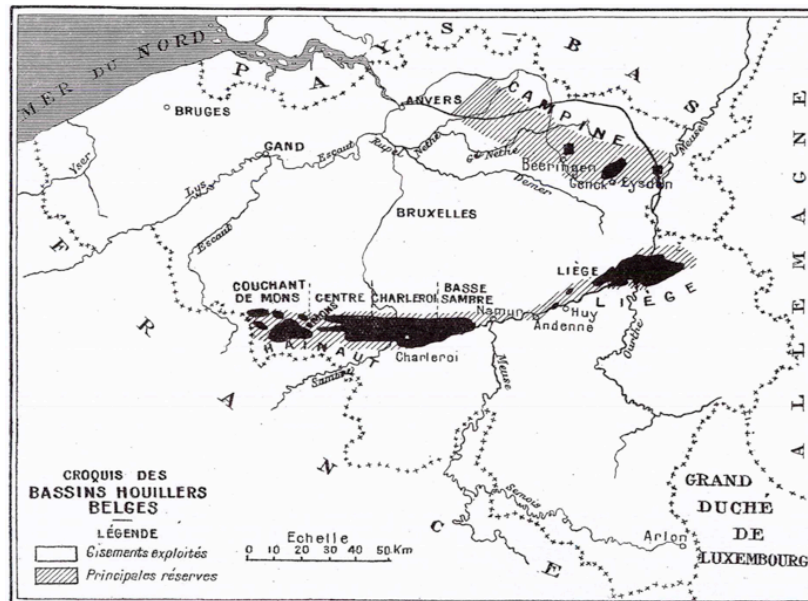 MER DU NORD
PAYS-BAS
BRUGES
ANVERS
CAMPINE
Meuse
Yser
GAND
Escaut
Rupel
Nèthe
Gde Nèthe
Beeringen
Genck
Eysden
Lys
Demer
Escaut
BRUXELLES
ALLEMAGNE
FRANCE
COUCHANT
DE MONS
CENTRE
CHARLEROI
BASSE
SAMBRE
LIÈGE
LIÈGE
MONS
Namur
Huy
Andenne
HAINAUT
Charleroi
Ourthe
Sambre
Meuse
CROQUIS DES
BASSINS HOUILLERS
BELGES
LÉGENDE
Gisements exploités
Principales réserves
Echelle
0 10 20 30 40 50 Km
Semois
Arlon
GRAND
DUCHÉ
DE
LUXEMBOURG